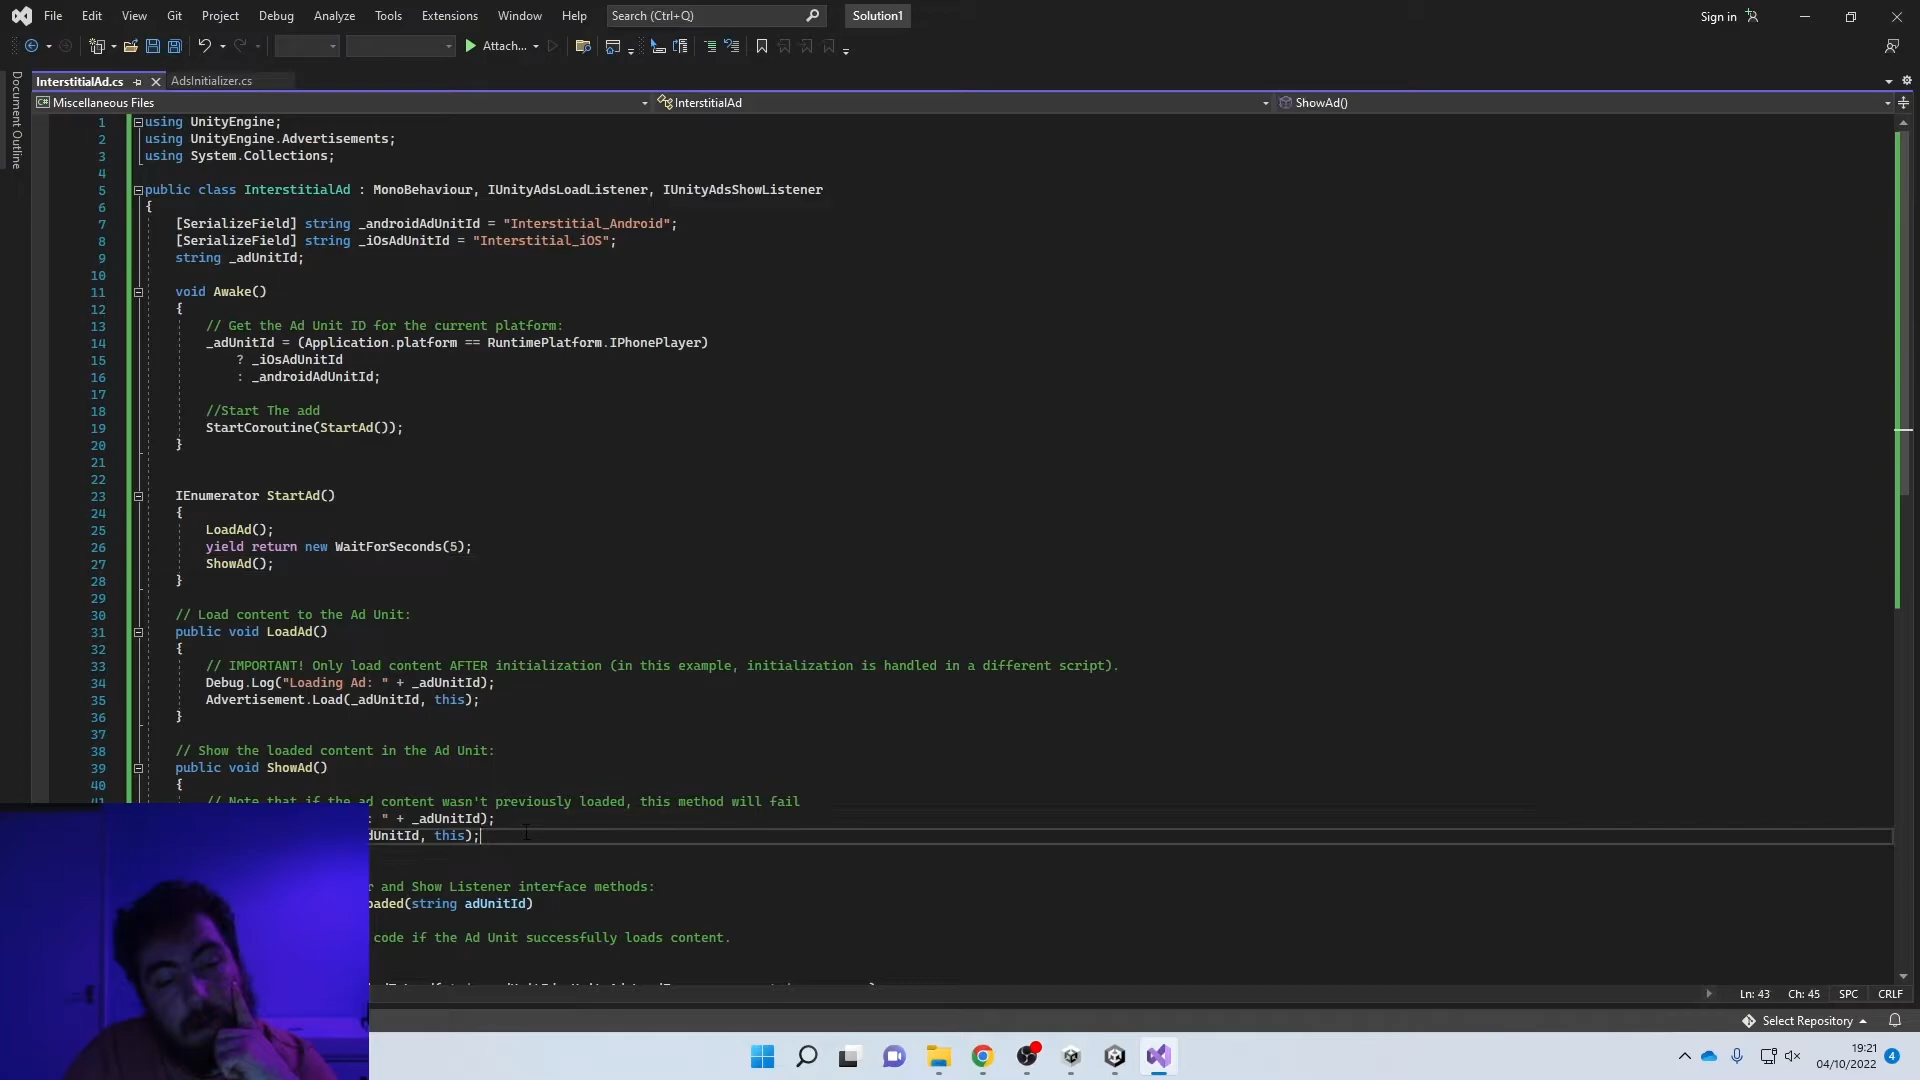 File Edit View Git Project Debug Analyze Tools Extensions Window Help Search (Ctrl+Q) Solution1 Sign in
Attach...
InterstitialAd.cs AdsInitializer.cs
Document Outline
C# Miscellaneous Files InterstitialAd ShowAd()
1 using UnityEngine;
2 using UnityEngine.Advertisements;
3 using System.Collections;
4
5 public class InterstitialAd : MonoBehaviour, IUnityAdsLoadListener, IUnityAdsShowListener
6 {
7 [SerializeField] string _androidAdUnitId = "Interstitial_Android";
8 [SerializeField] string _iOsAdUnitId = "Interstitial_iOS";
9 string _adUnitId;
10
11 void Awake()
12 {
13 // Get the Ad Unit ID for the current platform:
14 _adUnitId = (Application.platform == RuntimePlatform.IPhonePlayer)
15 ? _iOsAdUnitId
16 : _androidAdUnitId;
17
18 //Start The add
19 StartCoroutine(StartAd());
20 }
21
22
23 IEnumerator StartAd()
24 {
25 LoadAd();
26 yield return new WaitForSeconds(5);
27 ShowAd();
28 }
29
30 // Load content to the Ad Unit:
31 public void LoadAd()
32 {
33 // IMPORTANT! Only load content AFTER initialization (in this example, initialization is handled in a different script).
34 Debug.Log("Loading Ad: " + _adUnitId);
35 Advertisement.Load(_adUnitId, this);
36 }
37
38 // Show the loaded content in the Ad Unit:
39 public void ShowAd()
40 {
41 // Note that if the ad content wasn't previously loaded, this method will fail
: " + _adUnitId);
dUnitId, this);
r and Show Listener interface methods:
oaded(string adUnitId)
code if the Ad Unit successfully loads content.
Ln: 43 Ch: 45 SPC CRLF
Select Repository
19:21
04/10/2022 4